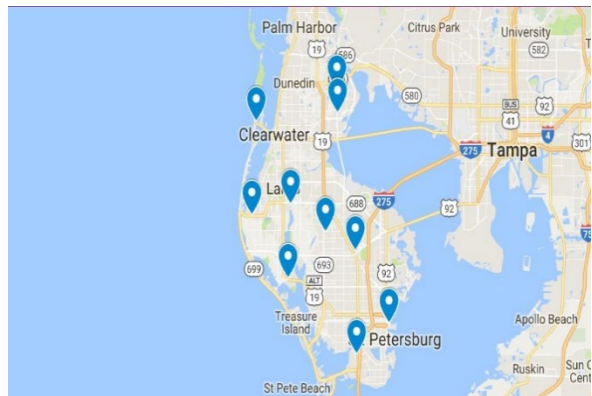 Palm Harbor
Citrus Park
University
19
586
582
Dunedin
580
92
41
Clearwater
19
4
301
275
Tampa
La
688
275
92
75
699
693
92
ALT
19
Treasure
Island
Apollo Beach
Petersburg
Ruskin
Sun C
Cent
St Pete Beach